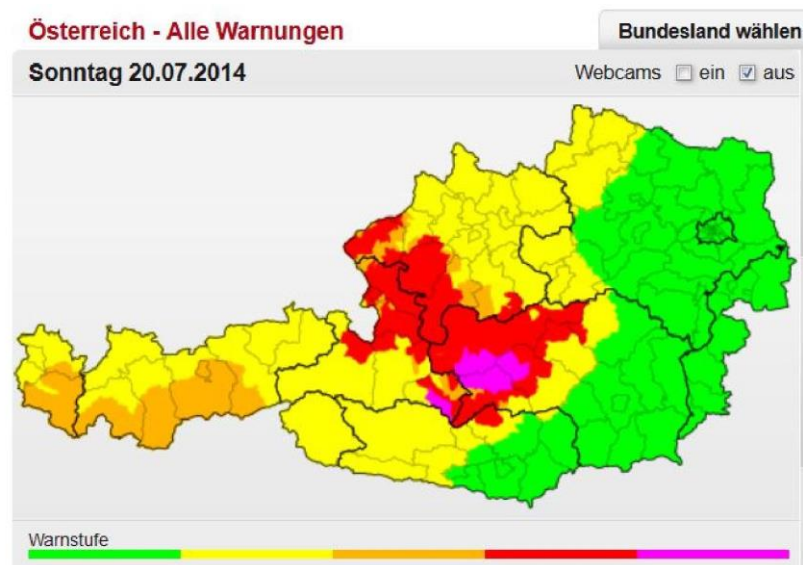 Österreich - Alle Warnungen
Bundesland wählen
Sonntag 20.07.2014
Webcams ein aus
Warnstufe